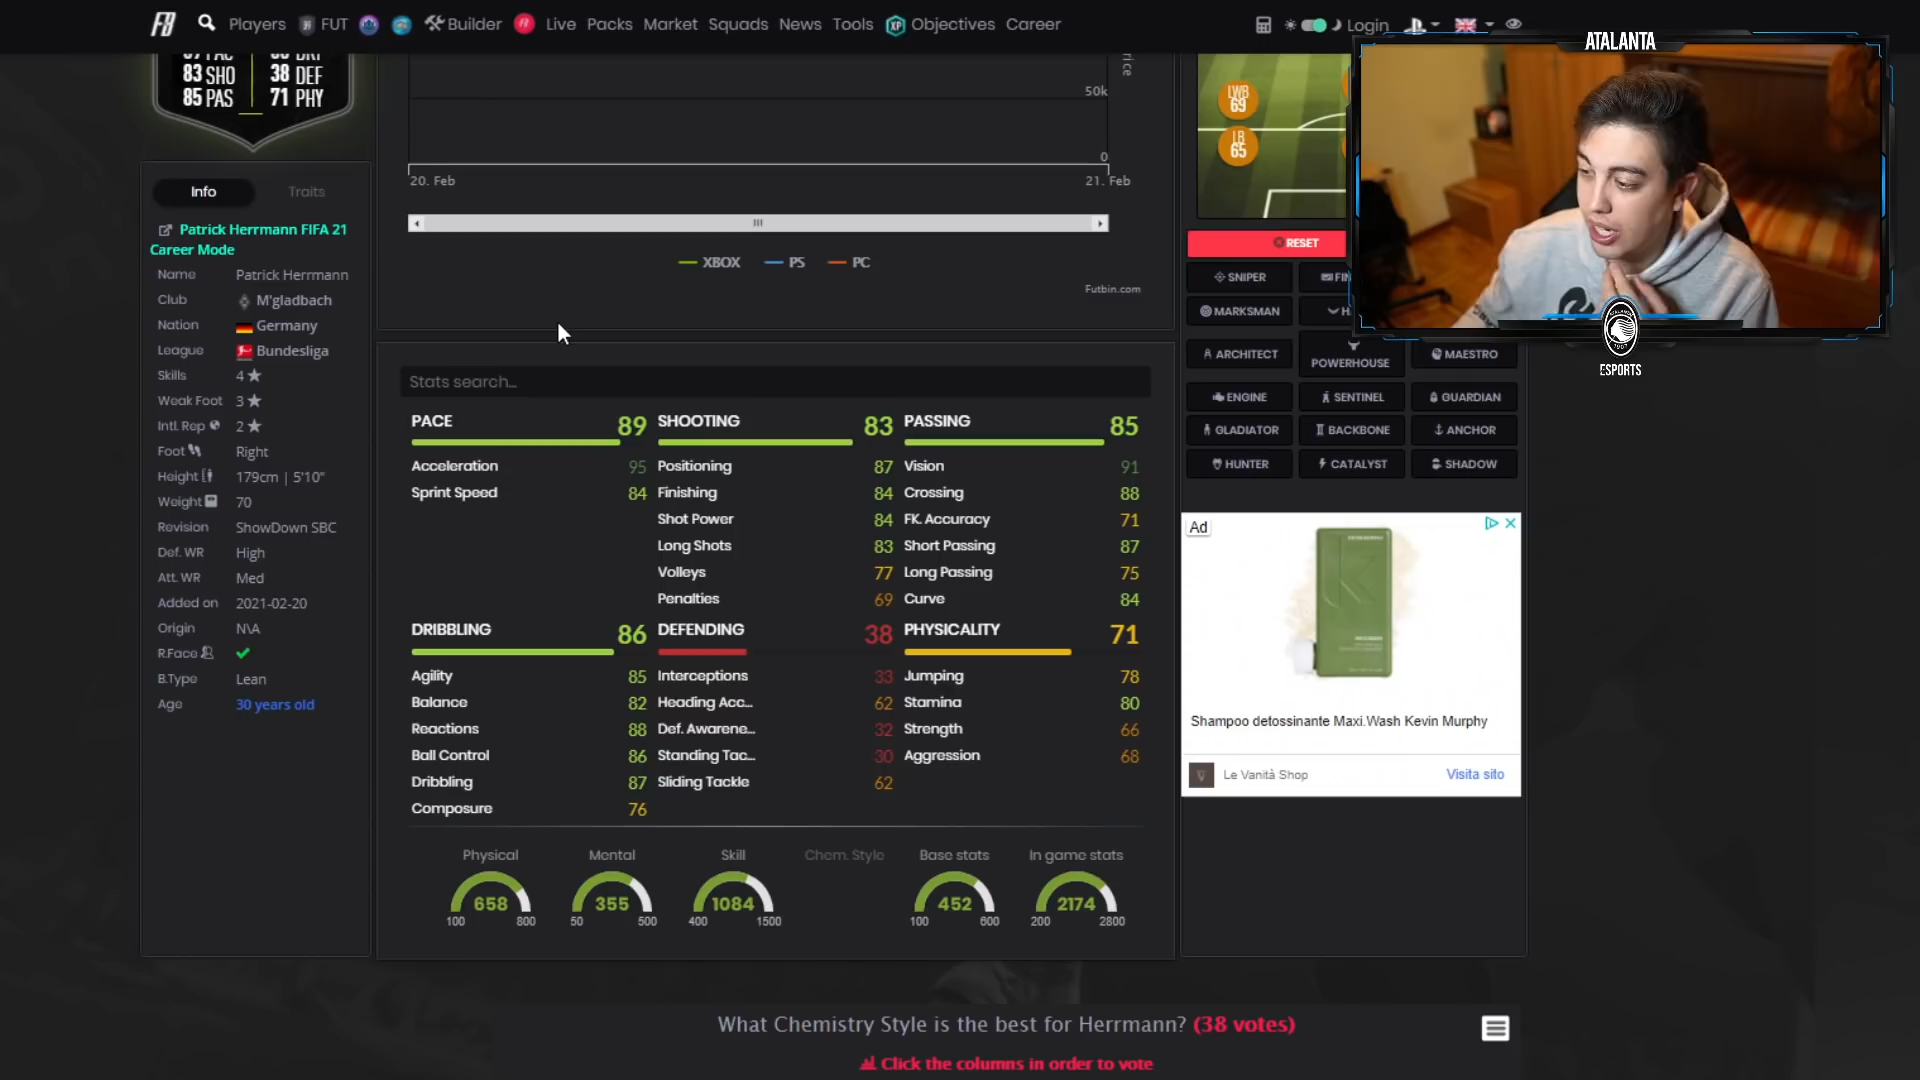 Players FUT Builder Live Packs Market Squads News Tools Objectives Career Login
ATALANTA
83 SHO 38 DEF
85 PAS 71 PHY
50k
0
20. Feb 21. Feb
XBOX PS PC
Futbin.com
LWB
69
LB
65
RESET
Info Traits
Patrick Herrmann FIFA 21
Career Mode
Name Patrick Herrmann
Club M'gladbach
Nation Germany
League Bundesliga
Skills 4
Weak Foot 3
Intl. Rep 2
Foot Right
Height 179cm | 5'10"
Weight 70
Revision ShowDown SBC
Def. WR High
Att. WR Med
Added on 2021-02-20
Origin N\A
R.Face
B.Type Lean
Age 30 years old
Stats search...
PACE 89
Acceleration 95
Sprint Speed 84
SHOOTING 83
Positioning 87
Finishing 84
Shot Power 84
Long Shots 83
Volleys 77
Penalties 69
PASSING 85
Vision 91
Crossing 88
FK. Accuracy 71
Short Passing 87
Long Passing 75
Curve 84
DRIBBLING 86
Agility 85
Balance 82
Reactions 88
Ball Control 86
Dribbling 87
Composure 76
DEFENDING 38
Interceptions 33
Heading Acc... 62
Def. Awarene... 32
Standing Tac... 30
Sliding Tackle 62
PHYSICALITY 71
Jumping 78
Stamina 80
Strength 66
Aggression 68
Physical Mental Skill Chem. Style Base stats In game stats
658 355 1084 452 2174
100 800 50 500 400 1500 100 600 200 2800
SNIPER
MARKSMAN
ARCHITECT POWERHOUSE MAESTRO
ENGINE SENTINEL GUARDIAN
GLADIATOR BACKBONE ANCHOR
HUNTER CATALYST SHADOW
ESPORTS
Ad
Shampoo detossinante Maxi.Wash Kevin Murphy
Le Vanità Shop Visita sito
What Chemistry Style is the best for Herrmann? (38 votes)
Click the columns in order to vote